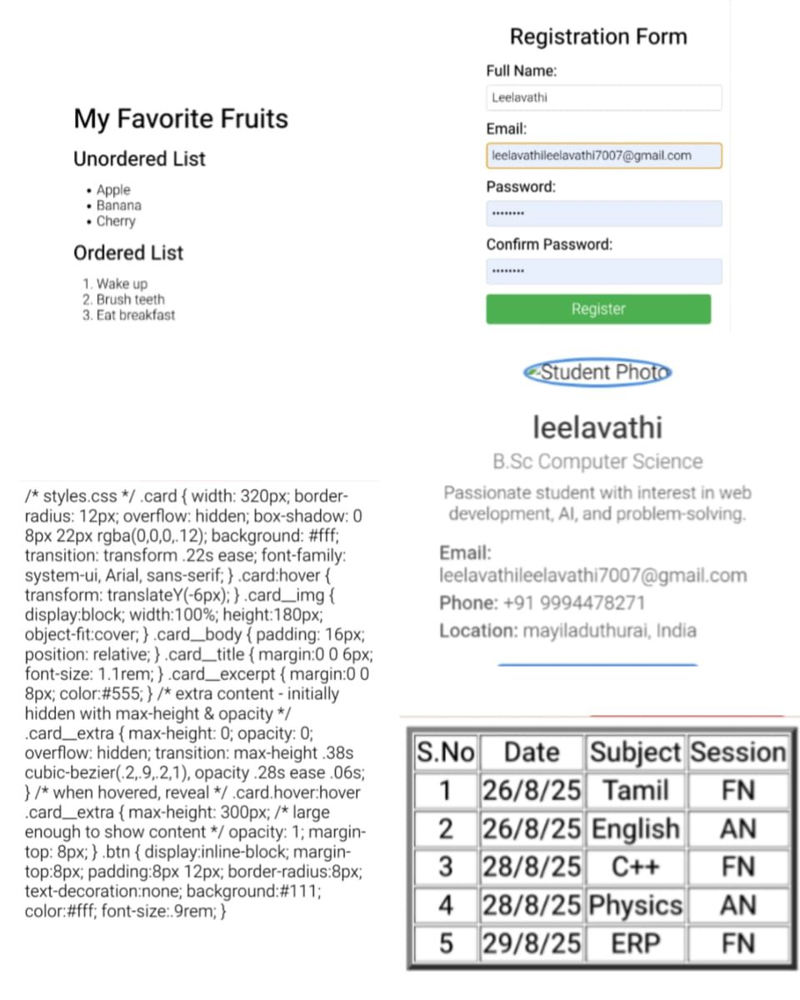 My Favorite Fruits
Unordered List
• Apple
• Banana
• Cherry
Ordered List
1. Wake up
2. Brush teeth
3. Eat breakfast
Registration Form
Full Name:
Leelavathi
Email:
leelavathileelavathi7007@gmail.com
Password:
••••••••
Confirm Password:
••••••••
Register
/* styles.css */ .card { width: 320px; border-
radius: 12px; overflow: hidden; box-shadow: 0
8px 22px rgba(0,0,0,.12); background: #fff;
transition: transform .22s ease; font-family:
system-ui, Arial, sans-serif; } .card:hover {
transform: translateY(-6px); } .card__img {
display:block; width:100%; height:180px;
object-fit:cover; } .card__body { padding: 16px;
position: relative; } .card__title { margin:0 0 6px;
font-size: 1.1rem; } .card__excerpt { margin:0 0
8px; color:#555; } /* extra content - initially
hidden with max-height & opacity */
.card__extra { max-height: 0; opacity: 0;
overflow: hidden; transition: max-height .38s
cubic-bezier(.2,.9,.2,1), opacity .28s ease .06s;
} /* when hovered, reveal */ .card.hover:hover
.card__extra { max-height: 300px; /* large
enough to show content */ opacity: 1; margin-
top: 8px; } .btn { display:inline-block; margin-
top:8px; padding:8px 12px; border-radius:8px;
text-decoration:none; background:#111;
color:#fff; font-size:.9rem; }
Student Photo
leelavathi
B.Sc Computer Science
Passionate student with interest in web
development, AI, and problem-solving.
Email:
leelavathileelavathi7007@gmail.com
Phone: +91 9994478271
Location: mayiladuthurai, India
S.No Date Subject Session
1 26/8/25 Tamil FN
2 26/8/25 English AN
3 28/8/25 C++ FN
4 28/8/25 Physics AN
5 29/8/25 ERP FN